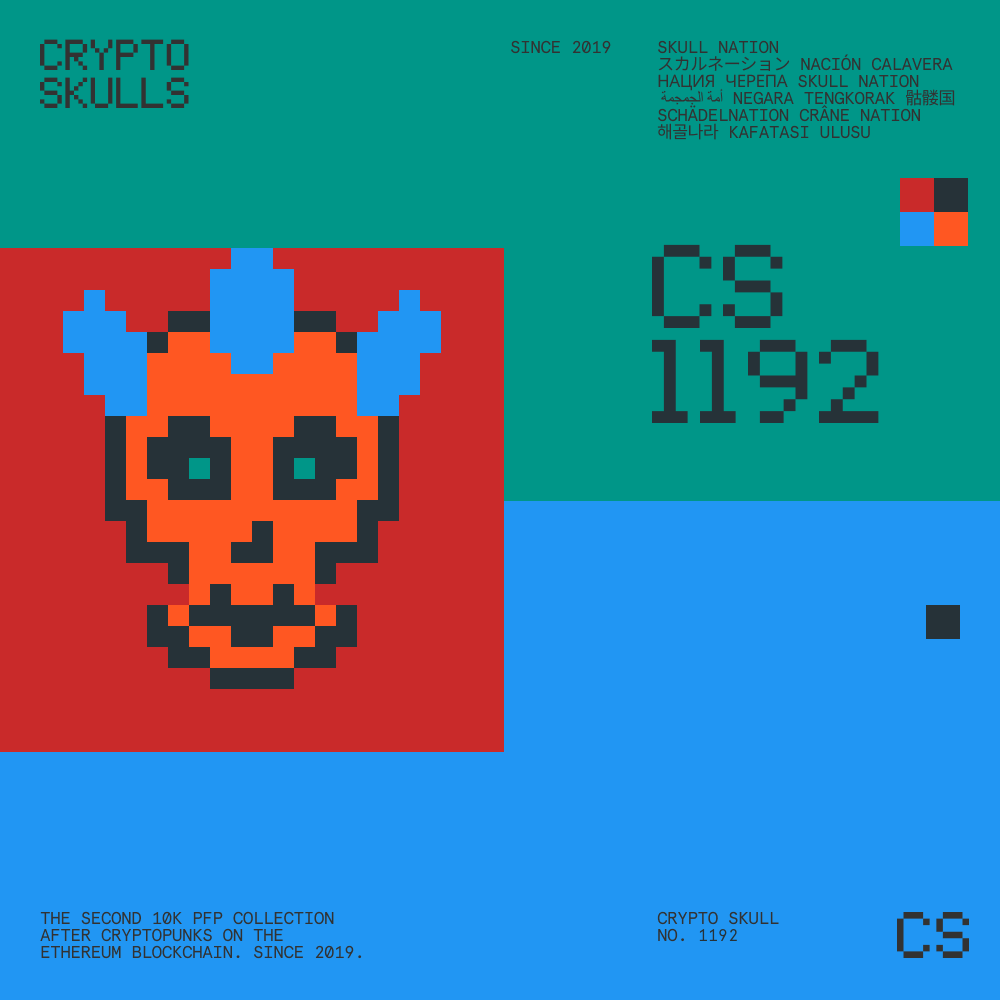 CRYPTO
SKULLS
SINCE 2019
SKULL NATION
スカルネーション NACIÓN CALAVERA
НАЦИЯ ЧЕРЕПА SKULL NATION
أمة الجمجمة NEGARA TENGKORAK 骷髅国
SCHÄDELNATION CRÂNE NATION
해골나라 KAFATASI ULUSU
CS
1192
THE SECOND 10K PFP COLLECTION
AFTER CRYPTOPUNKS ON THE
ETHEREUM BLOCKCHAIN. SINCE 2019.
CRYPTO SKULL
NO. 1192
CS